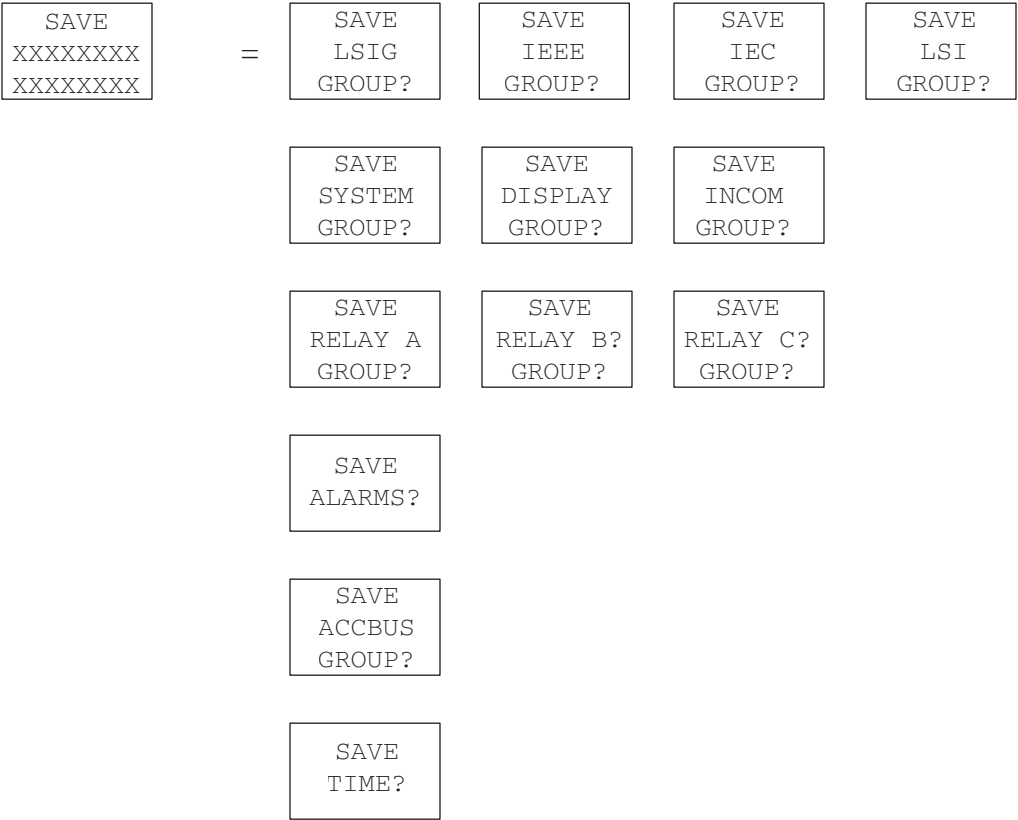 SAVE
XXXXXXXX
XXXXXXXX
=
SAVE
LSIG
GROUP?
SAVE
IEEE
GROUP?
SAVE
IEC
GROUP?
SAVE
LSI
GROUP?
SAVE
SYSTEM
GROUP?
SAVE
DISPLAY
GROUP?
SAVE
INCOM
GROUP?
SAVE
RELAY A
GROUP?
SAVE
RELAY B?
GROUP?
SAVE
RELAY C?
GROUP?
SAVE
ALARMS?
SAVE
ACCBUS
GROUP?
SAVE
TIME?